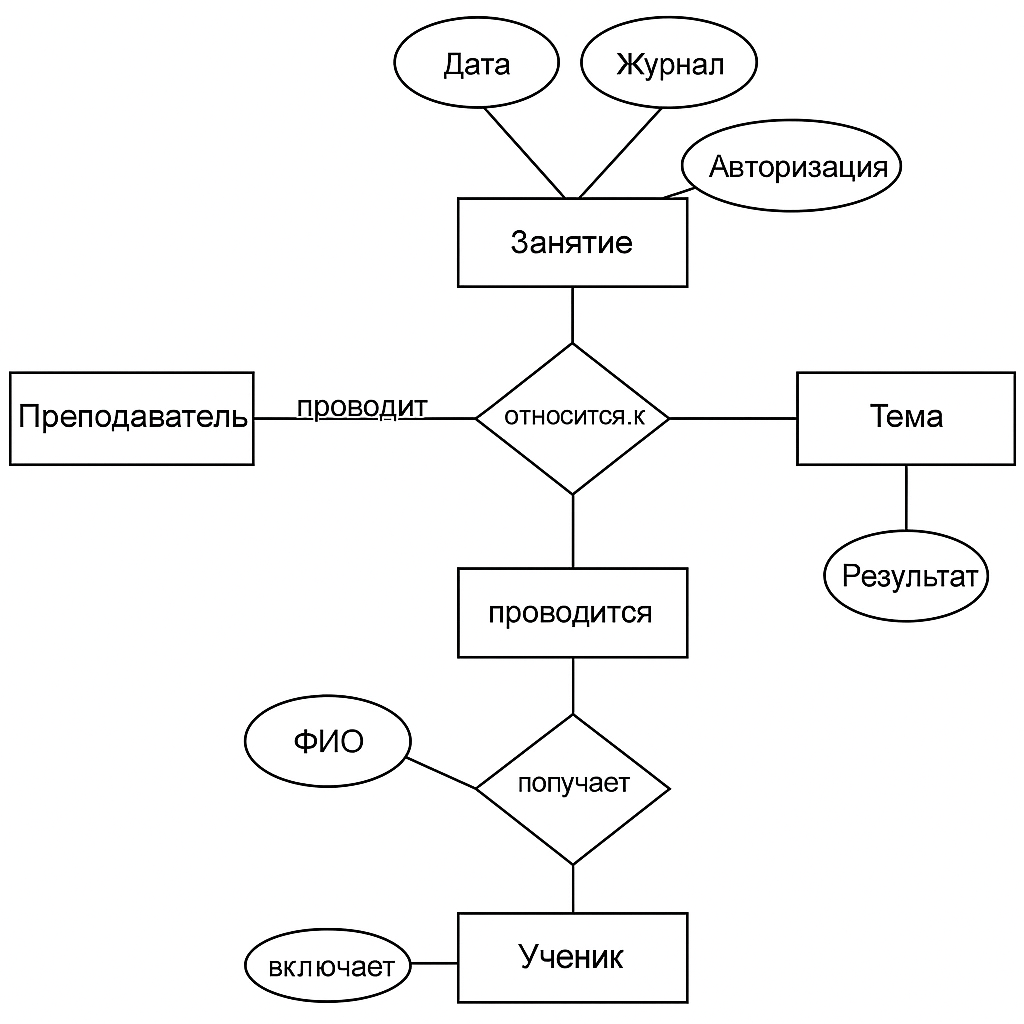 Дата
Журнал
Авторизация
Занятие
Преподаватель
проводит
относится.к
Тема
Результат
проводится
ФИО
попучает
Ученик
включает